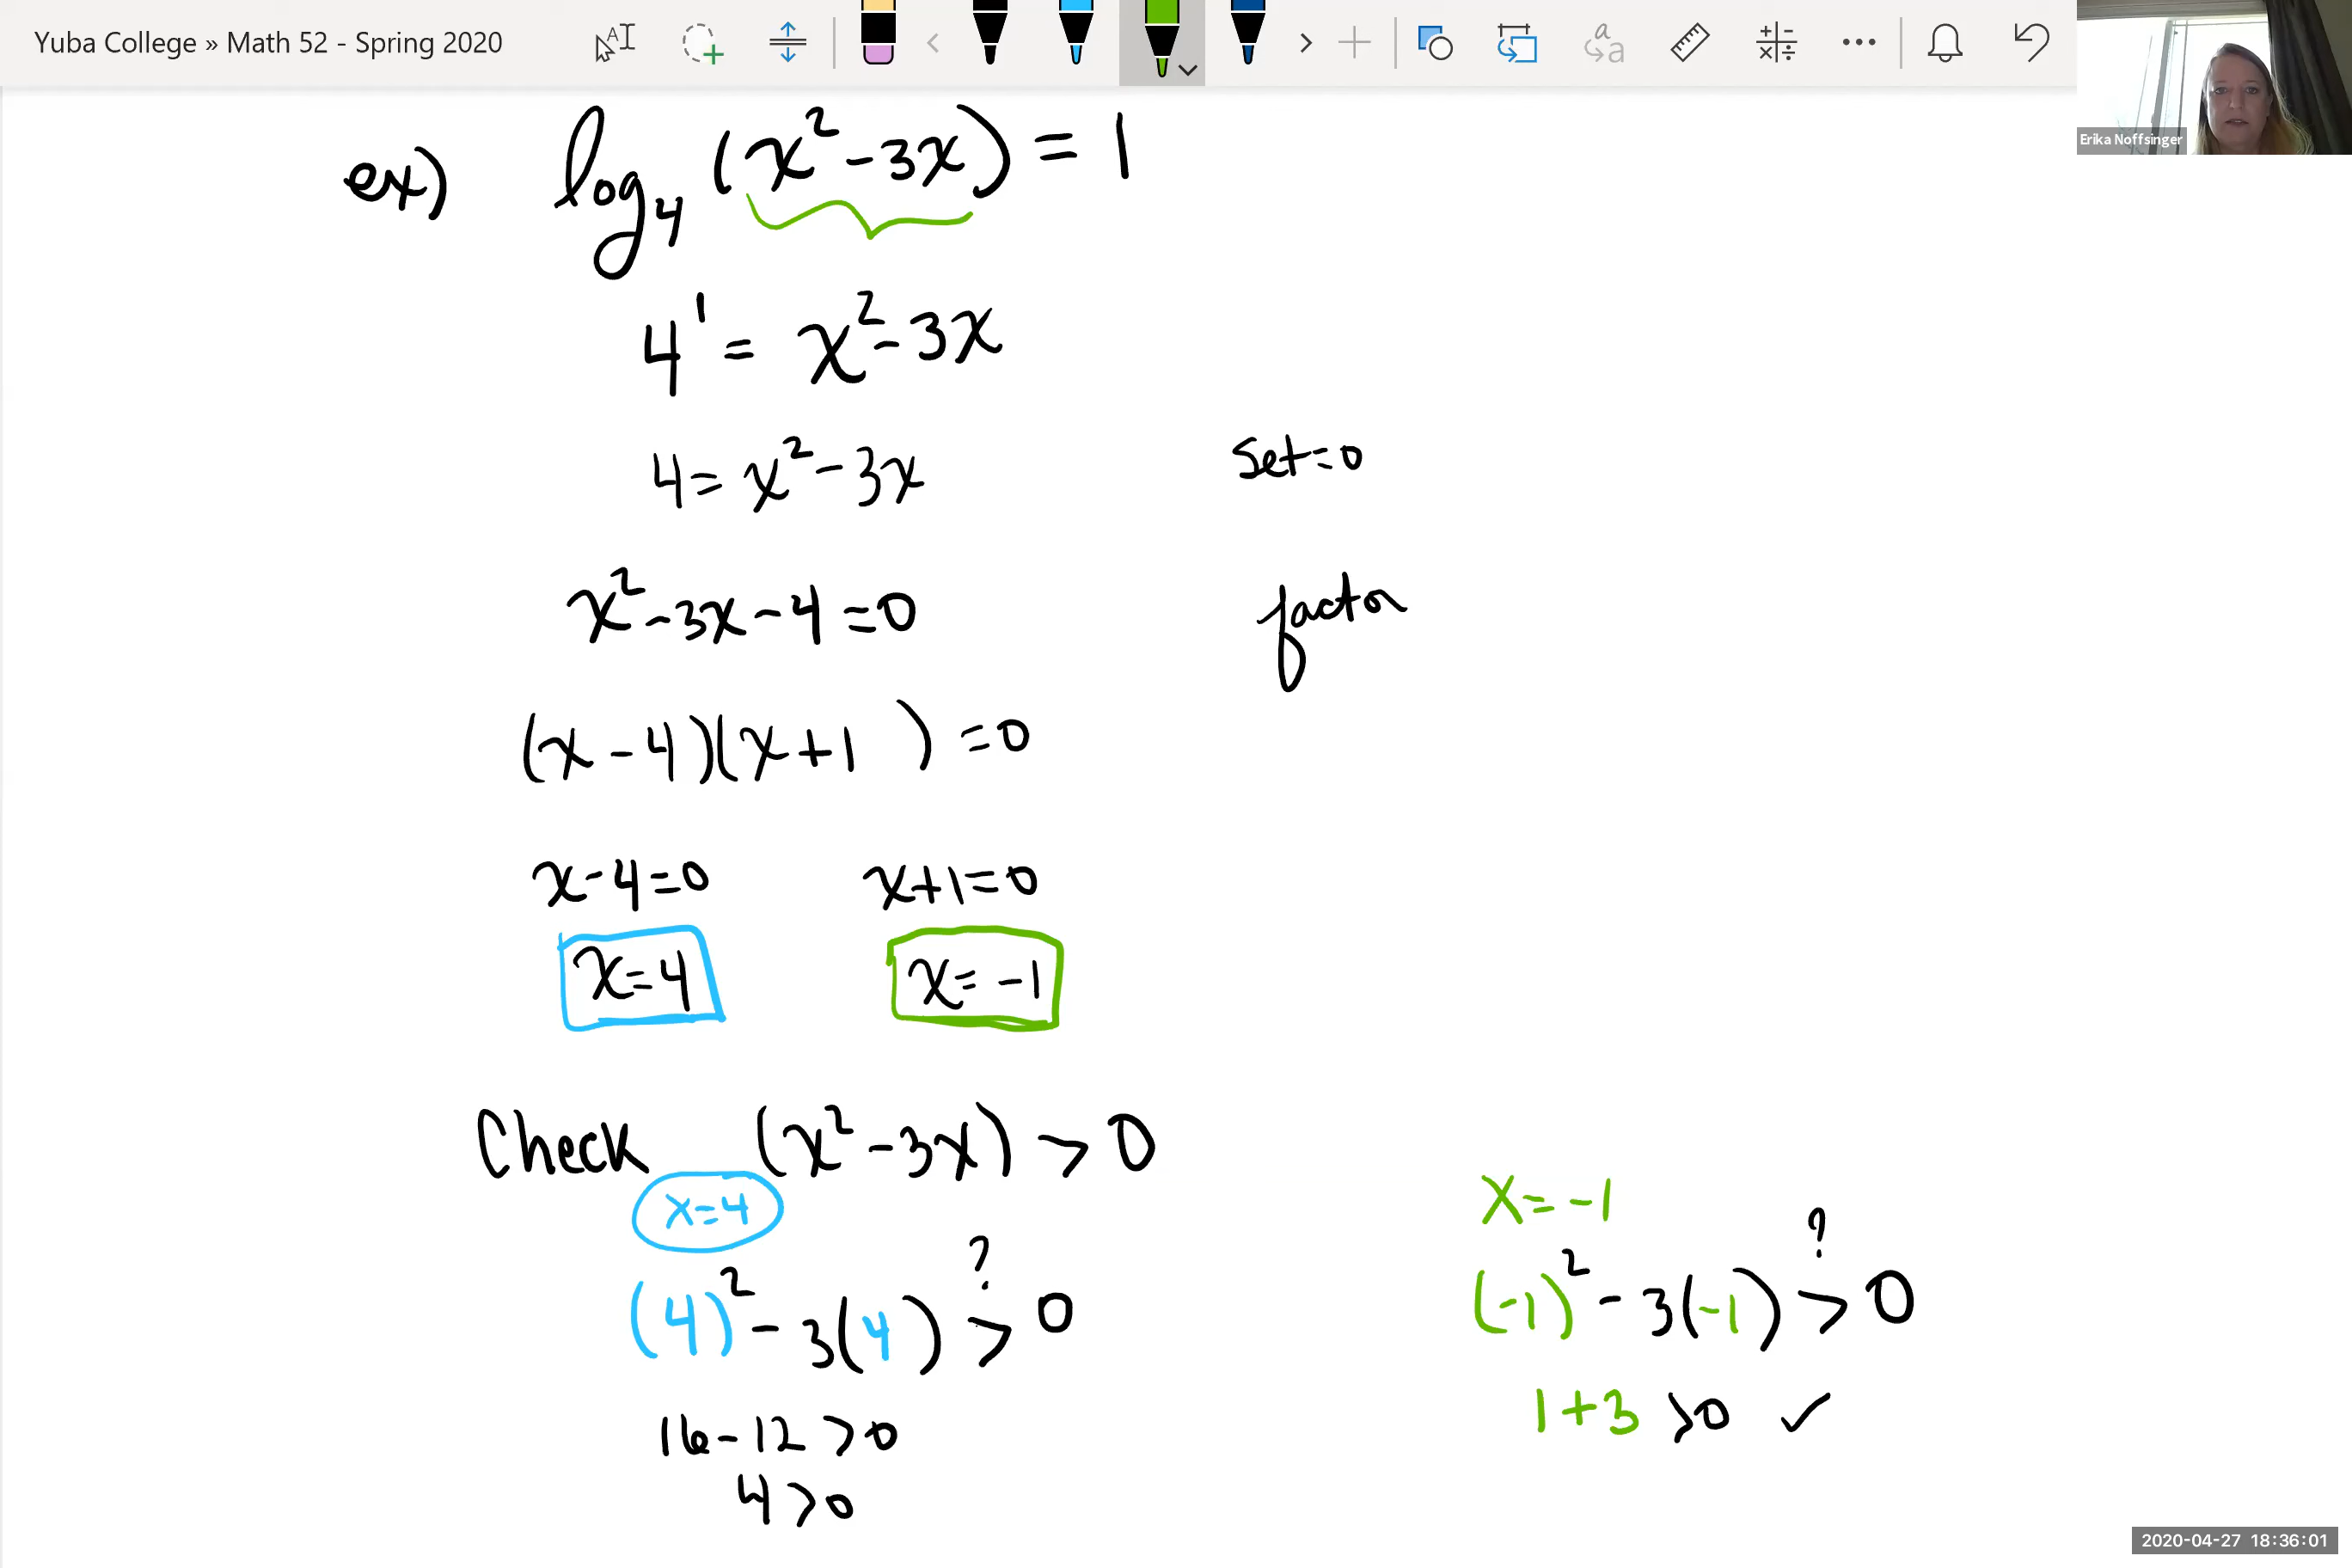 Yuba College » Math 52 - Spring 2020
Erika Noffsinger
ex) log₄ (x² - 3x) = 1
4¹ = x² - 3x
4 = x² - 3x set = 0
x² - 3x - 4 = 0 factor
(x - 4)(x + 1 ) = 0
x - 4 = 0 x + 1 = 0
x = 4 x = -1
Check (x² - 3x) > 0
x = 4 x = -1
(4)² - 3(4) >? 0 (-1)² - 3(-1) >? 0
16 - 12 > 0 1 + 3 > 0 ✓
4 > 0
2020-04-27 18:36:01